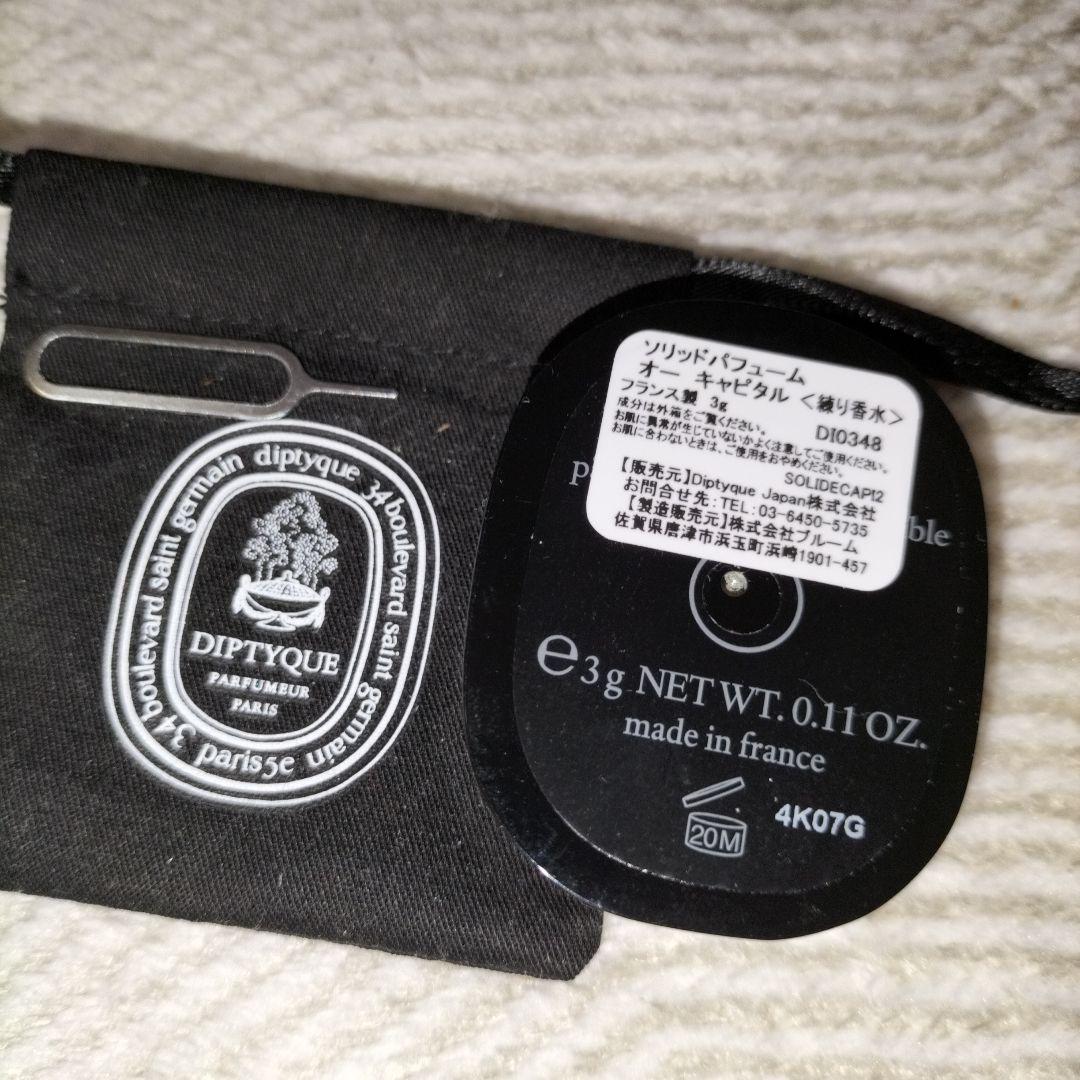 34 boulevard saint germain diptyque 34 boulevard saint germain paris5e
DIPTYQUE
PARFUMEUR
PARIS
ソリッドパフューム
オー キャピタル <練り香水>
フランス製 3g
DI0348
成分は外箱をご覧ください。
お肌に異常が生じていないかよく注意してご使用ください。
お肌に合わないときは、ご使用をおやめください。
SOLIDECAPt2
【販売元】Diptyque Japan株式会社
お問合せ先:TEL:03-6450-5735
【製造販売元】株式会社ブルーム
佐賀県唐津市浜玉町浜崎1901-457
e 3 g NET WT. 0.11 OZ.
made in france
20M
4K07G